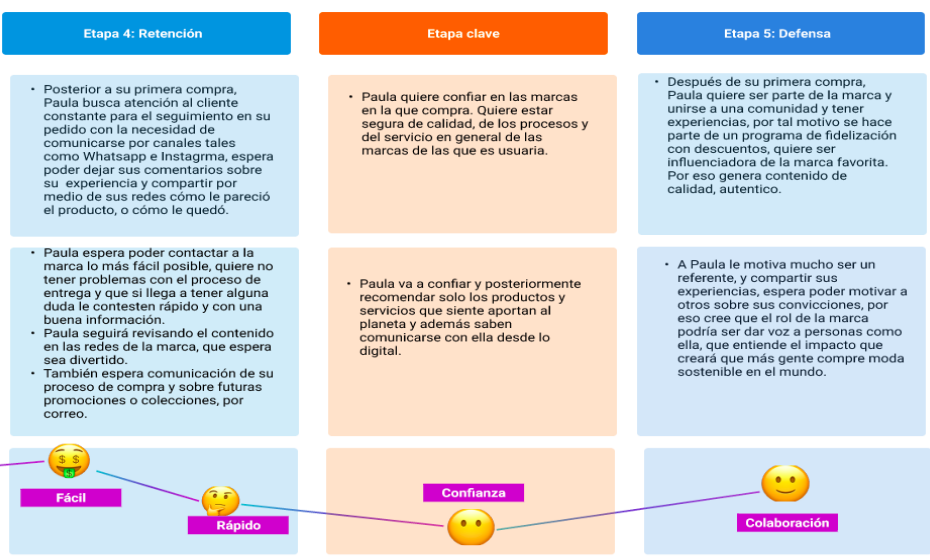 Etapa 4: Retención
Etapa clave
Etapa 5: Defensa
• Posterior a su primera compra,
Paula busca atención al cliente
constante para el seguimiento en su
pedido con la necesidad de
comunicarse por canales tales
como Whatsapp e Instagrma, espera
poder dejar sus comentarios sobre
su experiencia y compartir por
medio de sus redes cómo le pareció
el producto, o cómo le quedó.
• Paula quiere confiar en las marcas
en la que compra. Quiere estar
segura de calidad, de los procesos y
del servicio en general de las
marcas de las que es usuaria.
• Después de su primera compra,
Paula quiere ser parte de la marca y
unirse a una comunidad y tener
experiencias, por tal motivo se hace
parte de un programa de fidelización
con descuentos, quiere ser
influenciadora de la marca favorita.
Por eso genera contenido de
calidad, autentico.
• Paula espera poder contactar a la
marca lo más fácil posible, quiere no
tener problemas con el proceso de
entrega y que si llega a tener alguna
duda le contesten rápido y con una
buena información.
• Paula seguirá revisando el contenido
en las redes de la marca, que espera
sea divertido.
• También espera comunicación de su
proceso de compra y sobre futuras
promociones o colecciones, por
correo.
• Paula va a confiar y posteriormente
recomendar solo los productos y
servicios que siente aportan al
planeta y además saben
comunicarse con ella desde lo
digital.
• A Paula le motiva mucho ser un
referente, y compartir sus
experiencias, espera poder motivar a
otros sobre sus convicciones, por
eso cree que el rol de la marca
podría ser dar voz a personas como
ella, que entiende el impacto que
creará que más gente compre moda
sostenible en el mundo.
Fácil
Rápido
Confianza
Colaboración